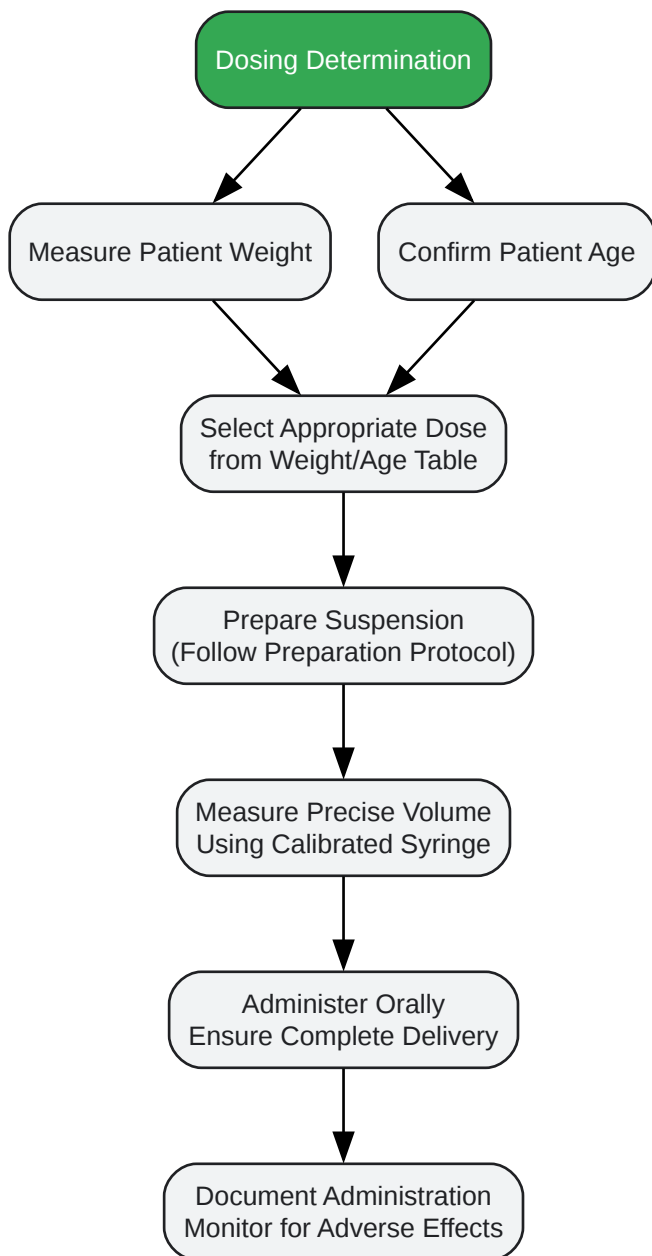 Dosing Determination
Measure Patient Weight
Confirm Patient Age
Select Appropriate Dose
from Weight/Age Table
Prepare Suspension
(Follow Preparation Protocol)
Measure Precise Volume
Using Calibrated Syringe
Administer Orally
Ensure Complete Delivery
Document Administration
Monitor for Adverse Effects